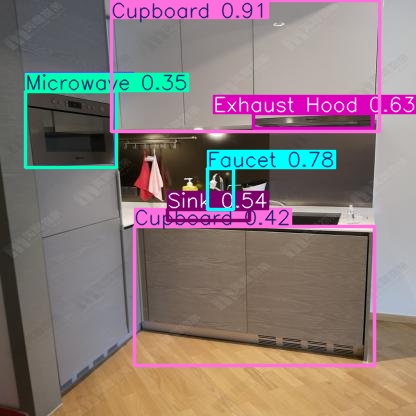 Cupboard 0.91
Microwave 0.35
Exhaust Hood 0.63
Faucet 0.78
Sink 0.54
Cupboard 0.42